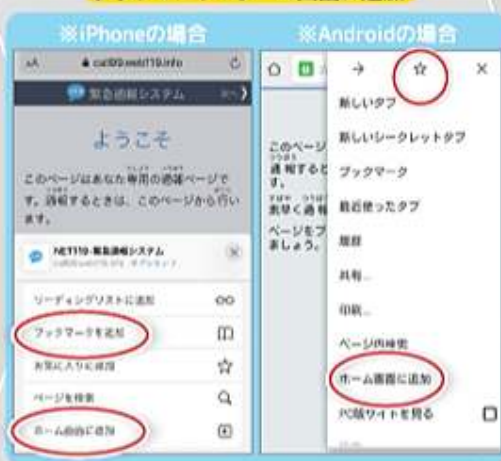 ※iPhoneの場合
ぁA
call99.web119.info
緊急通報システム
ようこそ
このページはあなた専用の通報ページで
す。通報するときは、このページから行い
ます。
NET119-緊急通報システム
リーディングリストに追加
ブックマークを追加
お気に入りに追加
ページを検索
ホーム画面に追加
※Androidの場合
このページ
通報すると
す。
素早く通報
ページをブ
ましょう。
新しいタブ
新しいシークレットタブ
ブックマーク
最近使ったタブ
履歴
共有...
印刷...
ページ内検索
ホーム画面に追加
PC版サイトを見る